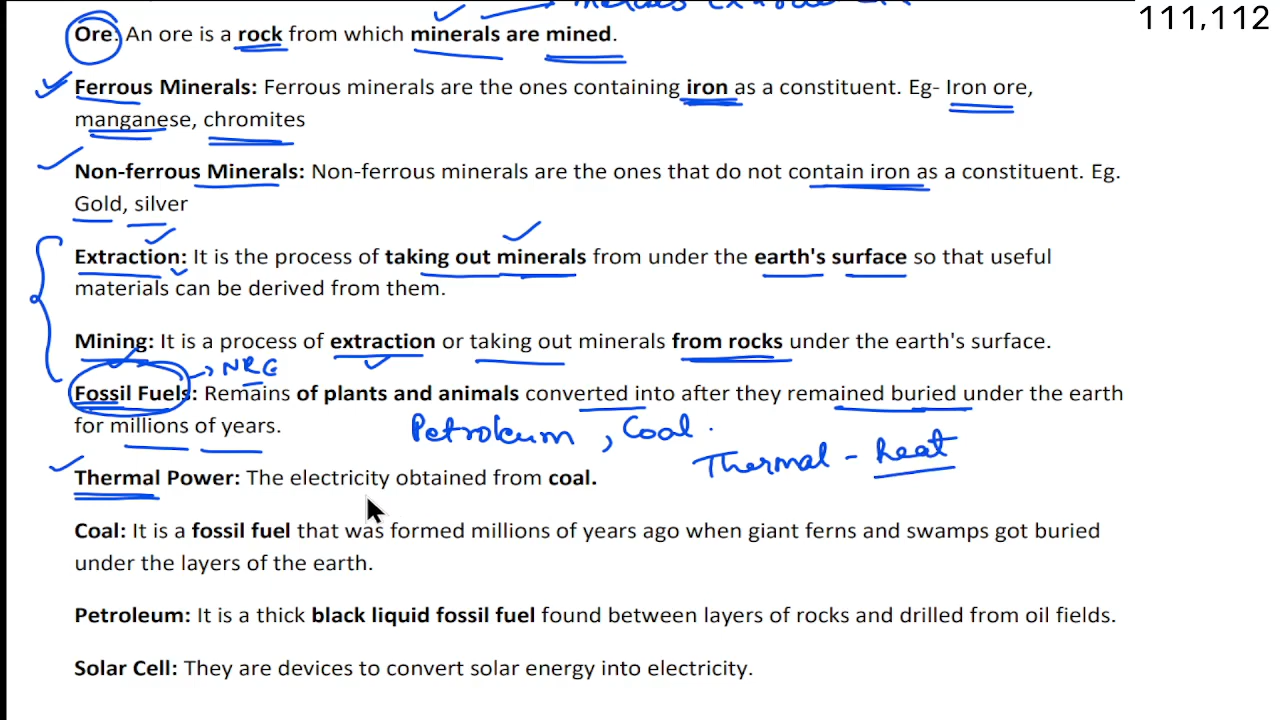 111,112
Ore: An ore is a rock from which minerals are mined.
Ferrous Minerals: Ferrous minerals are the ones containing iron as a constituent. Eg- Iron ore,
manganese, chromites
Non-ferrous Minerals: Non-ferrous minerals are the ones that do not contain iron as a constituent. Eg.
Gold, silver
Extraction: It is the process of taking out minerals from under the earth's surface so that useful
materials can be derived from them.
Mining: It is a process of extraction or taking out minerals from rocks under the earth's surface.
NRG
Fossil Fuels: Remains of plants and animals converted into after they remained buried under the earth
for millions of years.
Petroleum, Coal.
Thermal - heat
Thermal Power: The electricity obtained from coal.
Coal: It is a fossil fuel that was formed millions of years ago when giant ferns and swamps got buried
under the layers of the earth.
Petroleum: It is a thick black liquid fossil fuel found between layers of rocks and drilled from oil fields.
Solar Cell: They are devices to convert solar energy into electricity.